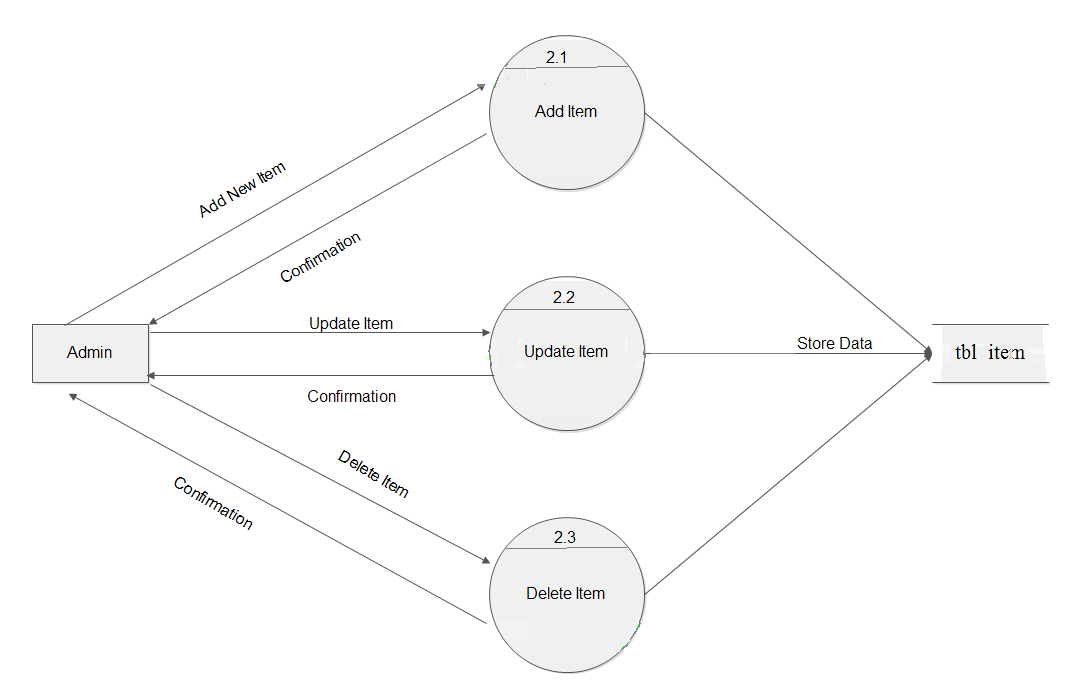 2.1
Add Item
Add New Item
Confirmation
2.2
Update Item
Admin
Update Item
Store Data
tbl item
Confirmation
Delete Item
Confirmation
2.3
Delete Item